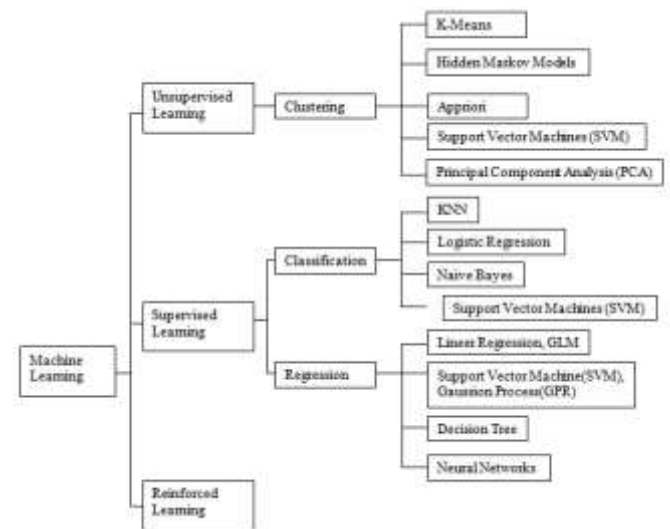 K-Means
Hidden Maskov Models
Unsupervised
Learning
Clustering
Appriori
Support Vector Machines (SVM)
Principal Component Analysis (PCA)
KNN
Logistic Regression
Classification
Naive Bayes
Support Vector Machines (SVM)
Supervised
Learning
Lineer Regression, GLM
Machine
Learning
Regression
Support Vector Machine(SVM),
Gaussion Process(GPR)
Decision Tree
Neural Networks
Reinforced
Learning